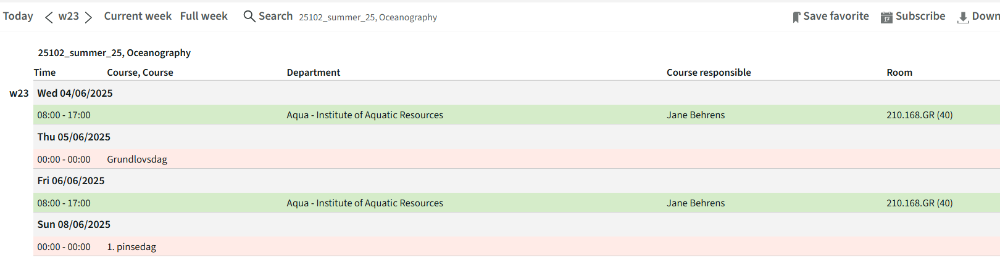 Today w23 Current week Full week Search 25102_summer_25, Oceanography 17 Save favorite Subscribe Down
25102_summer_25, Oceanography
Time Course, Course Department Course responsible Room
w23 Wed 04/06/2025
08:00 - 17:00 Aqua - Institute of Aquatic Resources Jane Behrens 210.168.GR (40)
Thu 05/06/2025
00:00 - 00:00 Grundlovsdag
Fri 06/06/2025
08:00 - 17:00 Aqua - Institute of Aquatic Resources Jane Behrens 210.168.GR (40)
Sun 08/06/2025
00:00 - 00:00 1. pinsedag